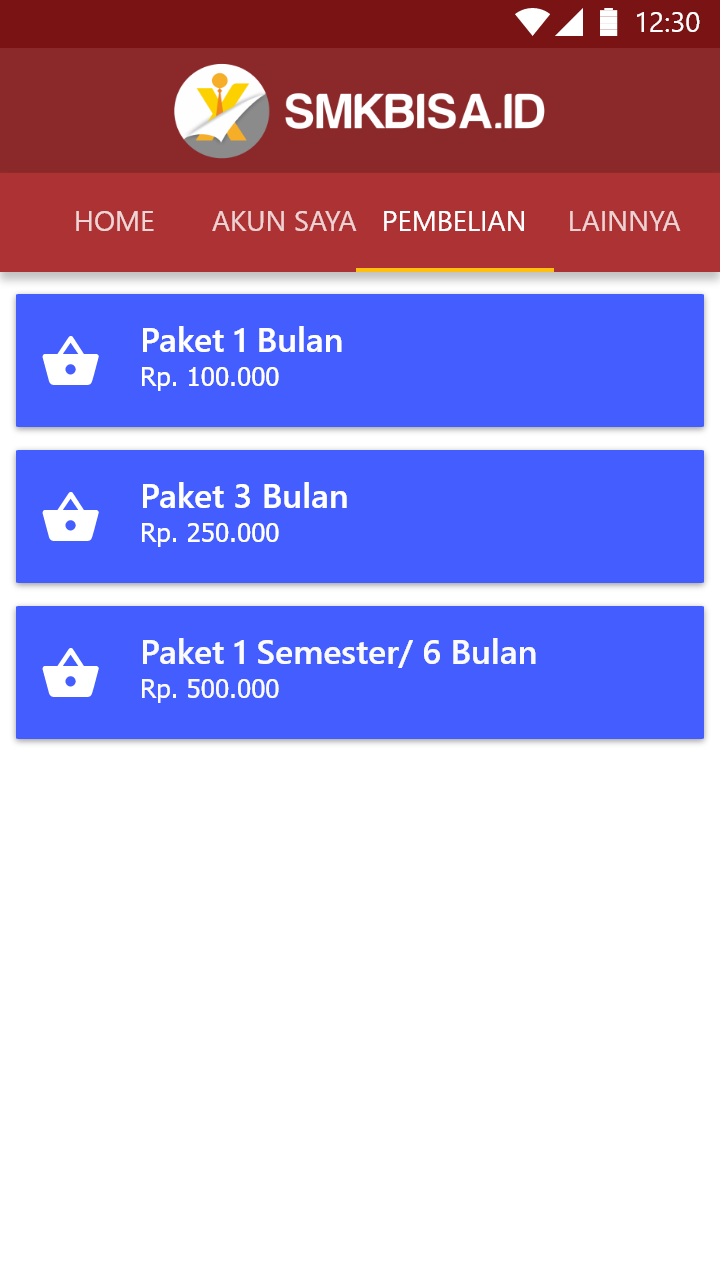 12:30
SMKBISA.ID
HOME AKUN SAYA PEMBELIAN LAINNYA
Paket 1 Bulan
Rp. 100.000
Paket 3 Bulan
Rp. 250.000
Paket 1 Semester/ 6 Bulan
Rp. 500.000